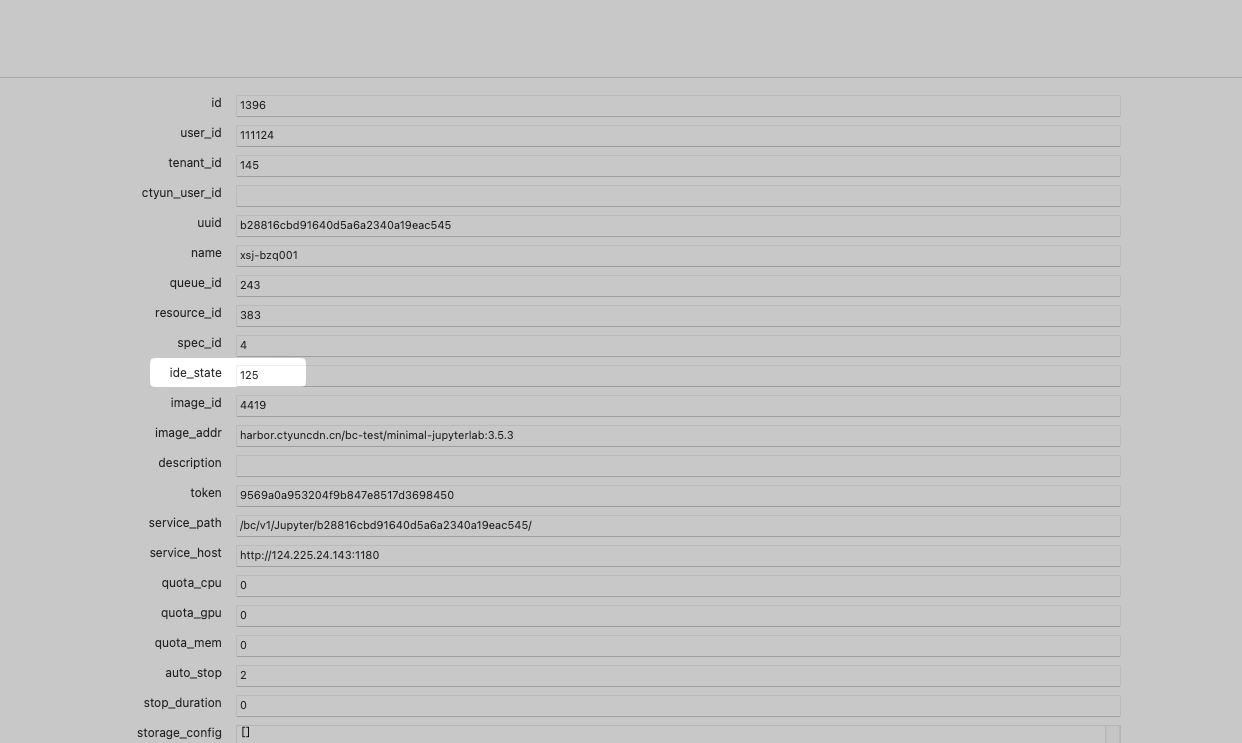 id 1396
user_id 111124
tenant_id 145
ctyun_user_id
uuid b28816cbd91640d5a6a2340a19eac545
name xsj-bzq001
queue_id 243
resource_id 383
spec_id 4
ide_state 125
image_id 4419
image_addr harbor.ctyuncdn.cn/bc-test/minimal-jupyterlab:3.5.3
description
token 9569a0a953204f9b847e8517d3698450
service_path /bc/v1/Jupyter/b28816cbd91640d5a6a2340a19eac545/
service_host http://124.225.24.143:1180
quota_cpu 0
quota_gpu 0
quota_mem 0
auto_stop 2
stop_duration 0
storage_config []